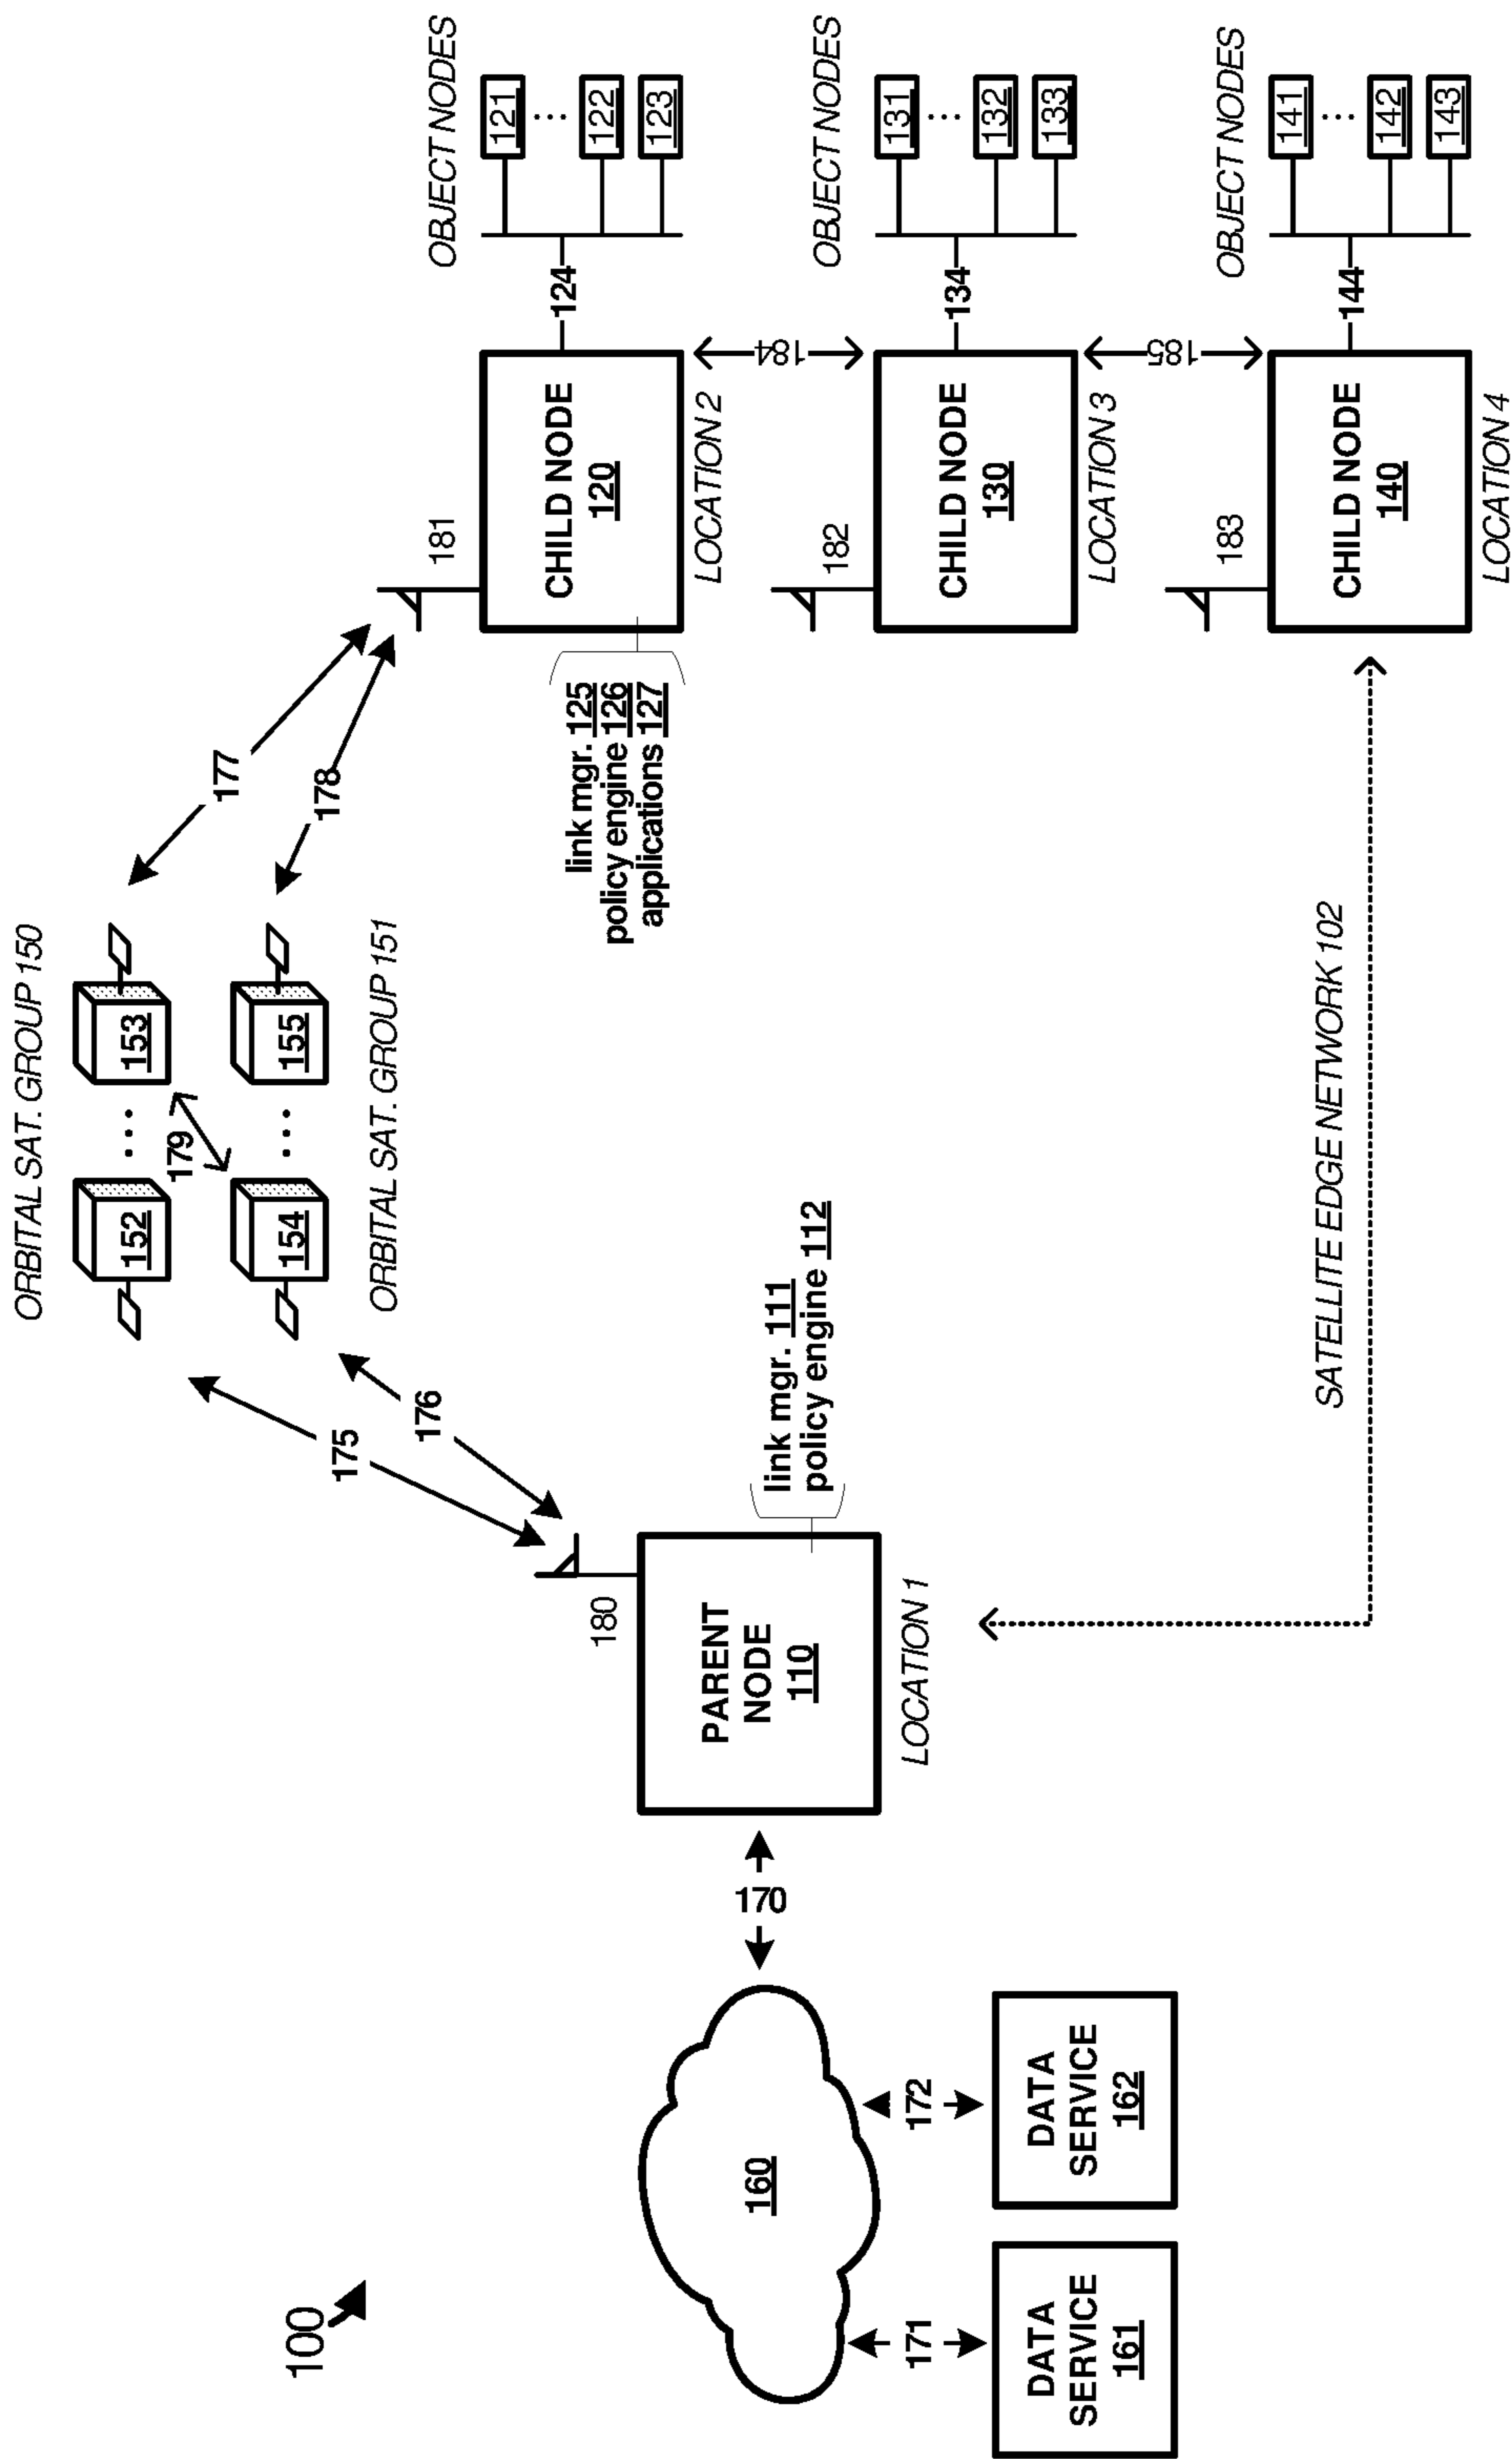 100
ORBITAL SAT. GROUP 150
152
...
153
179
154
...
155
ORBITAL SAT. GROUP 151
175
176
177
178
160
170
171
172
DATA
SERVICE
161
DATA
SERVICE
162
180
PARENT
NODE
110
LOCATION 1
link mgr. 111
policy engine 112
link mgr. 125
policy engine 126
applications 127
181
CHILD NODE
120
LOCATION 2
124
OBJECT NODES
121
...
122
123
184
182
CHILD NODE
130
LOCATION 3
134
OBJECT NODES
131
...
132
133
185
183
CHILD NODE
140
LOCATION 4
144
OBJECT NODES
141
...
142
143
SATELLITE EDGE NETWORK 102